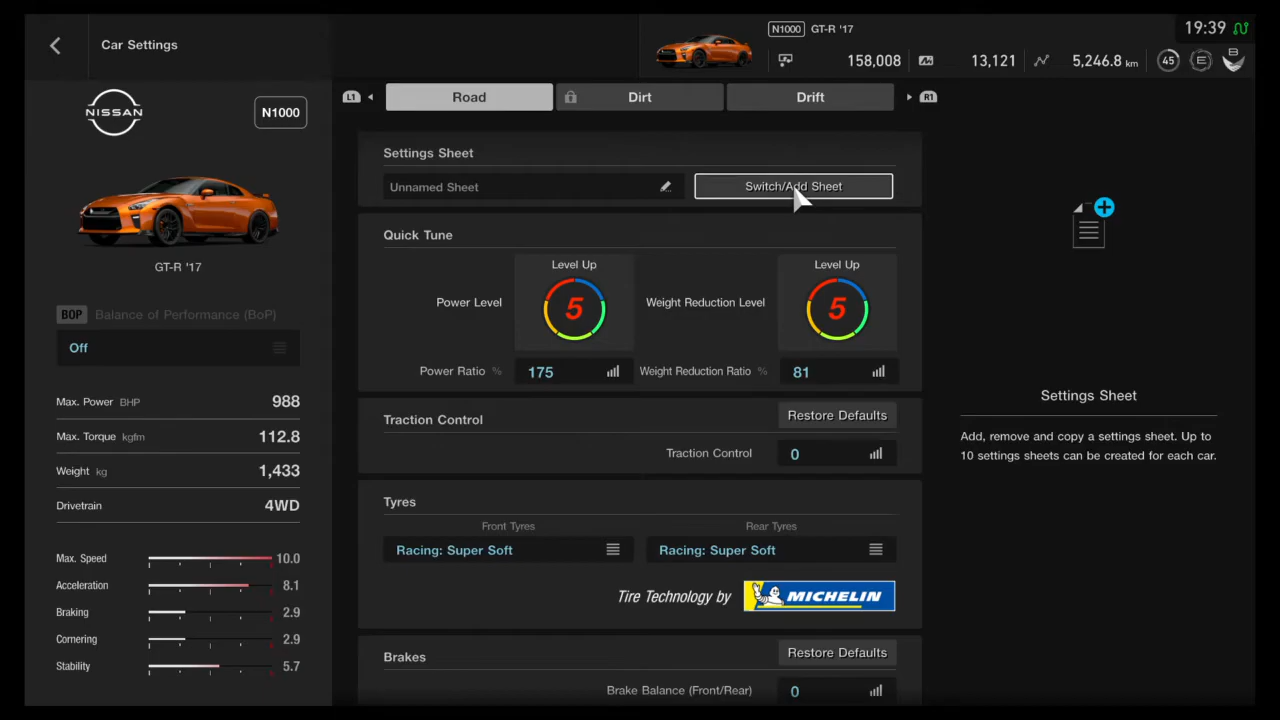 Car Settings
N1000 GT-R '17
19:39
158,008 13,121 5,246.8 km 45 E B
L1 Road Dirt Drift R1
NISSAN
N1000
GT-R '17
BOP Balance of Performance (BoP)
Off
Max. Power BHP 988
Max. Torque kgfm 112.8
Weight kg 1,433
Drivetrain 4WD
Max. Speed 10.0
Acceleration 8.1
Braking 2.9
Cornering 2.9
Stability 5.7
Settings Sheet
Unnamed Sheet Switch/Add Sheet
Quick Tune
Level Up Level Up
Power Level 5 Weight Reduction Level 5
Power Ratio % 175 Weight Reduction Ratio % 81
Traction Control Restore Defaults
Traction Control 0
Tyres
Front Tyres Rear Tyres
Racing: Super Soft Racing: Super Soft
Tire Technology by MICHELIN
Brakes Restore Defaults
Brake Balance (Front/Rear) 0
Settings Sheet
Add, remove and copy a settings sheet. Up to
10 settings sheets can be created for each car.